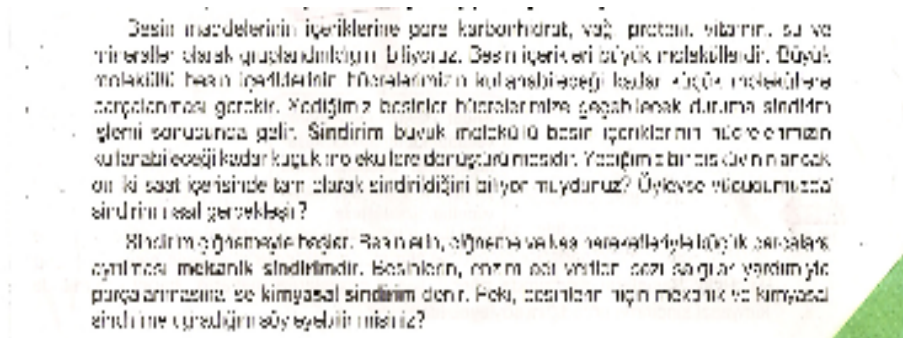 Besin maddelerinin içeriklerine göre karbonhidrat, yağ, protein, vitamin, su ve
mineraller olarak gruplandırıldığını biliyoruz. Besin içerikleri büyük moleküllerdir. Büyük
moleküllü besin içeriklerinin hücrelerimizin kullanabileceği kadar küçük moleküllere
parçalanması gerekir. Yediğimiz besinler hücrelerimize geçebilecek duruma sindirim
işlemi sonucunda gelir. Sindirim büyük moleküllü besin içeriklerinin hücrelerimizin
kullanabileceği kadar küçük moleküllere dönüştürülmesidir. Yediğimiz bir bisküvinin ancak
on iki saat içerisinde tam olarak sindirildiğini biliyor muydunuz? Öyleyse vücudumuzda
sindirim nasıl gerçekleşir?
Sindirim çiğnemeyle başlar. Besinlerin, çiğneme ve kas hareketleriyle küçük parçalara
ayrılması mekanik sindirimdir. Besinlerin, enzim adı verilen bazı salgılar yardımıyla
parçalanmasına ise kimyasal sindirim denir. Peki, besinlerin niçin mekanik ve kimyasal
sindirime uğradığını söyleyebilir misiniz?